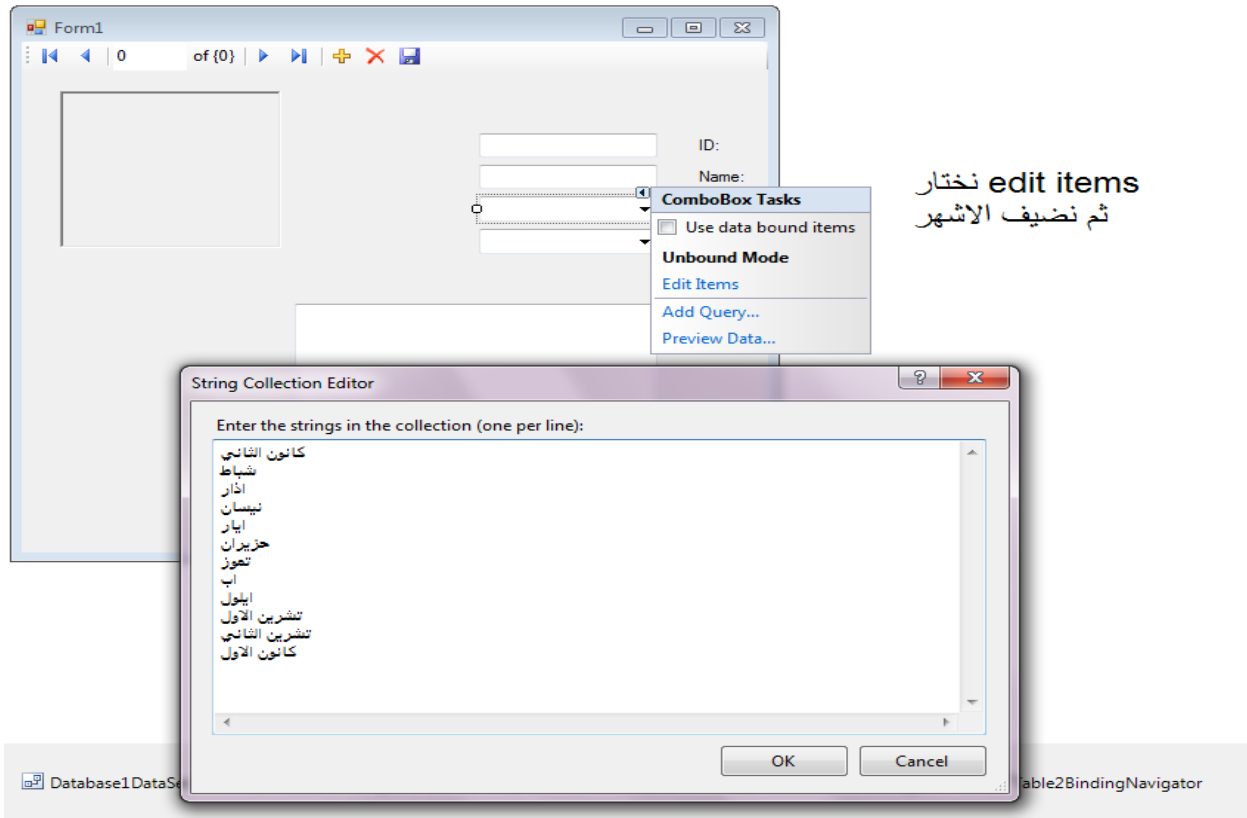 Form1
0 of {0}
ID:
Name:
ComboBox Tasks
Use data bound items
Unbound Mode
Edit Items
Add Query...
Preview Data...
نختار edit items
ثم نضيف الاشهر
String Collection Editor
Enter the strings in the collection (one per line):
كانون الثاني
شباط
اذار
نيسان
ايار
حزيران
تموز
اب
ايلول
تشرين الاول
تشرين الثاني
كانون الاول
OK Cancel
Database1DataSe
able2BindingNavigator